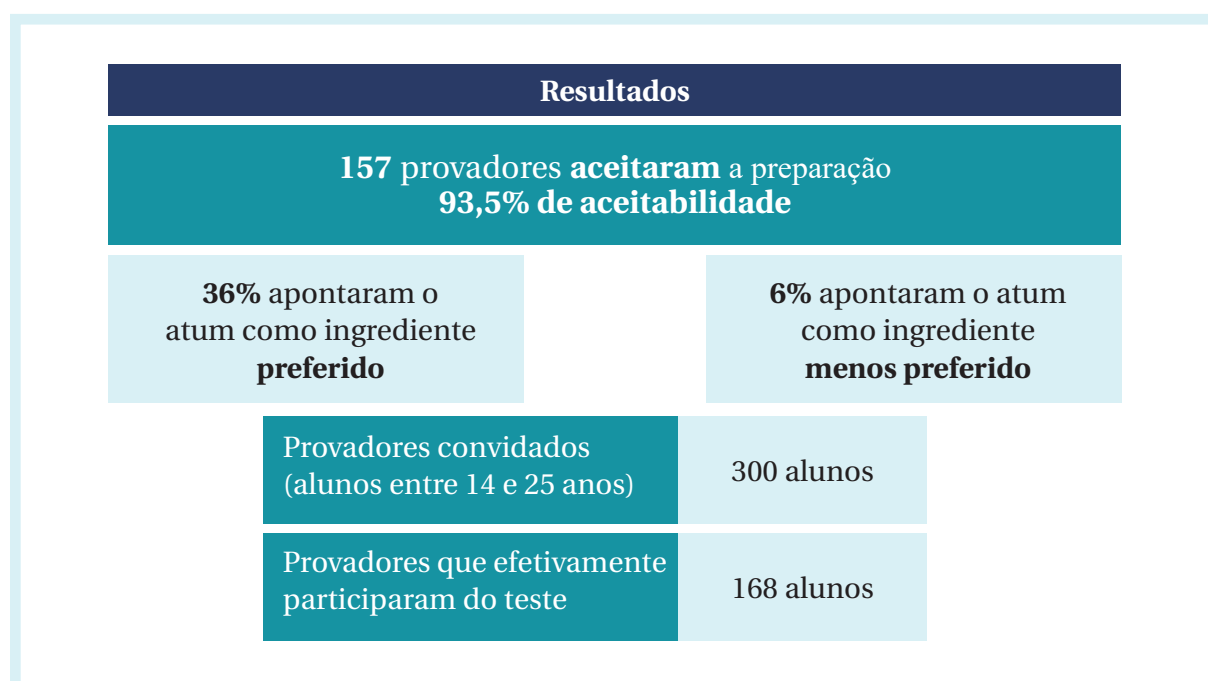 Resultados
157 provadores aceitaram a preparação
93,5% de aceitabilidade
36% apontaram o
atum como ingrediente
preferido
6% apontaram o atum
como ingrediente
menos preferido
Provadores convidados
(alunos entre 14 e 25 anos)
300 alunos
Provadores que efetivamente
participaram do teste
168 alunos